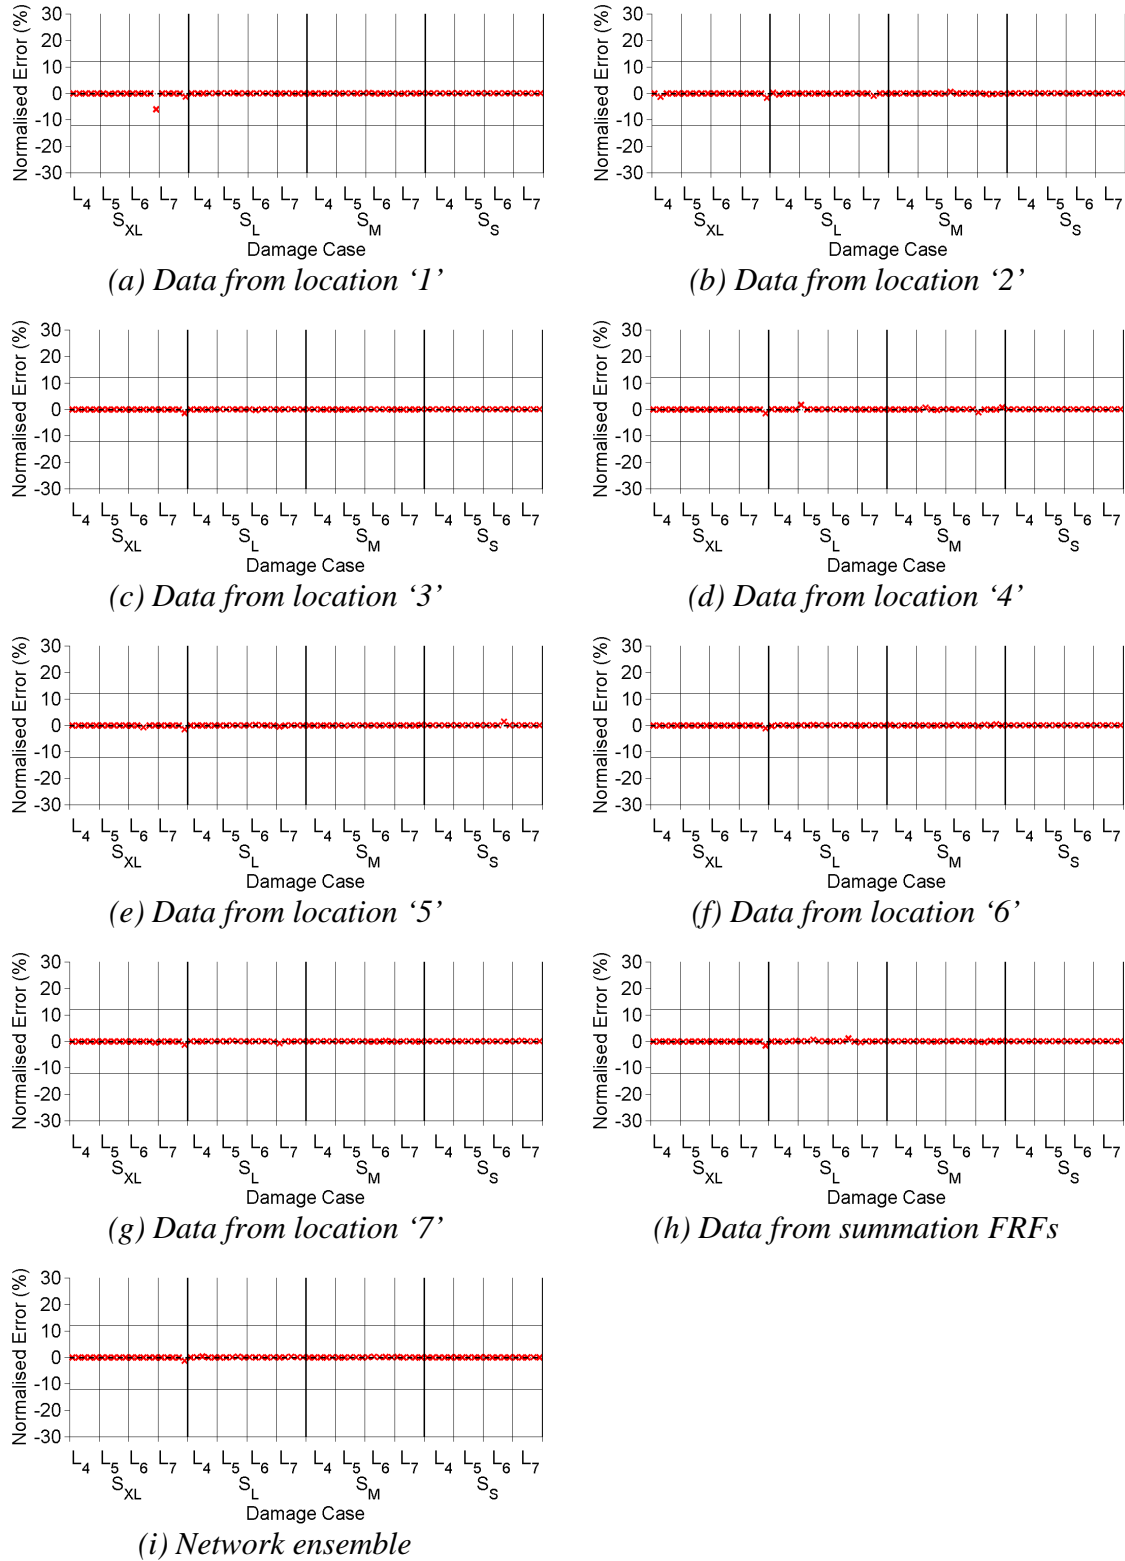 Normalised Error (%)
30
20
10
0
-10
-20
-30
L4 L5 L6 L7 L4 L5 L6 L7 L4 L5 L6 L7 L4 L5 L6 L7
SXL SL SM SS
Damage Case
(a) Data from location ‘1’
Normalised Error (%)
30
20
10
0
-10
-20
-30
L4 L5 L6 L7 L4 L5 L6 L7 L4 L5 L6 L7 L4 L5 L6 L7
SXL SL SM SS
Damage Case
(b) Data from location ‘2’
Normalised Error (%)
30
20
10
0
-10
-20
-30
L4 L5 L6 L7 L4 L5 L6 L7 L4 L5 L6 L7 L4 L5 L6 L7
SXL SL SM SS
Damage Case
(c) Data from location ‘3’
Normalised Error (%)
30
20
10
0
-10
-20
-30
L4 L5 L6 L7 L4 L5 L6 L7 L4 L5 L6 L7 L4 L5 L6 L7
SXL SL SM SS
Damage Case
(d) Data from location ‘4’
Normalised Error (%)
30
20
10
0
-10
-20
-30
L4 L5 L6 L7 L4 L5 L6 L7 L4 L5 L6 L7 L4 L5 L6 L7
SXL SL SM SS
Damage Case
(e) Data from location ‘5’
Normalised Error (%)
30
20
10
0
-10
-20
-30
L4 L5 L6 L7 L4 L5 L6 L7 L4 L5 L6 L7 L4 L5 L6 L7
SXL SL SM SS
Damage Case
(f) Data from location ‘6’
Normalised Error (%)
30
20
10
0
-10
-20
-30
L4 L5 L6 L7 L4 L5 L6 L7 L4 L5 L6 L7 L4 L5 L6 L7
SXL SL SM SS
Damage Case
(g) Data from location ‘7’
Normalised Error (%)
30
20
10
0
-10
-20
-30
L4 L5 L6 L7 L4 L5 L6 L7 L4 L5 L6 L7 L4 L5 L6 L7
SXL SL SM SS
Damage Case
(h) Data from summation FRFs
Normalised Error (%)
30
20
10
0
-10
-20
-30
L4 L5 L6 L7 L4 L5 L6 L7 L4 L5 L6 L7 L4 L5 L6 L7
SXL SL SM SS
Damage Case
(i) Network ensemble